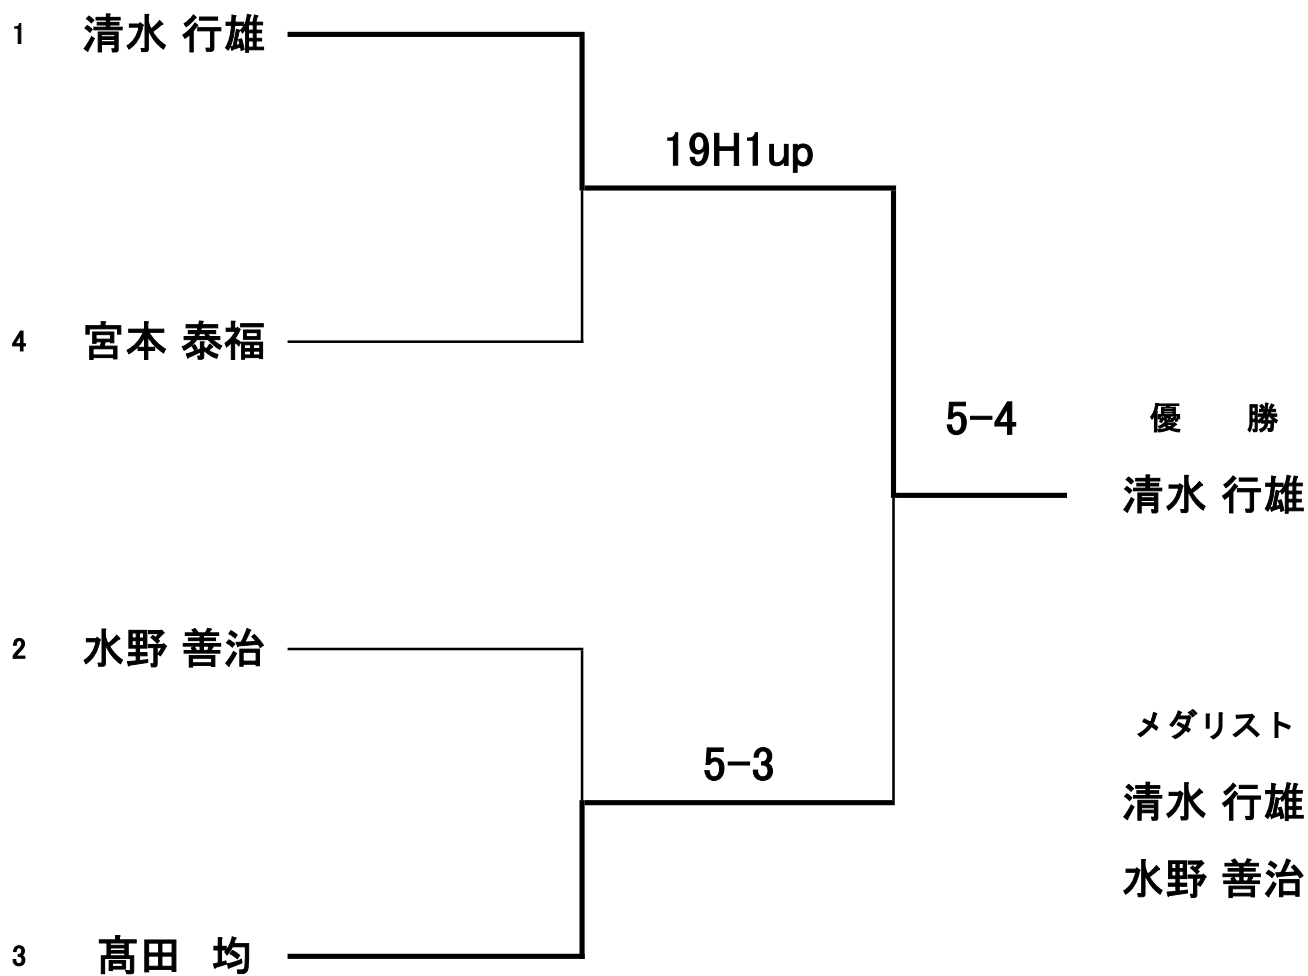 1 清水 行雄
19H1up
4 宮本 泰福
5-4
優 勝
清水 行雄
2 水野 善治
メダリスト
5-3
清水 行雄
水野 善治
3 髙田 均